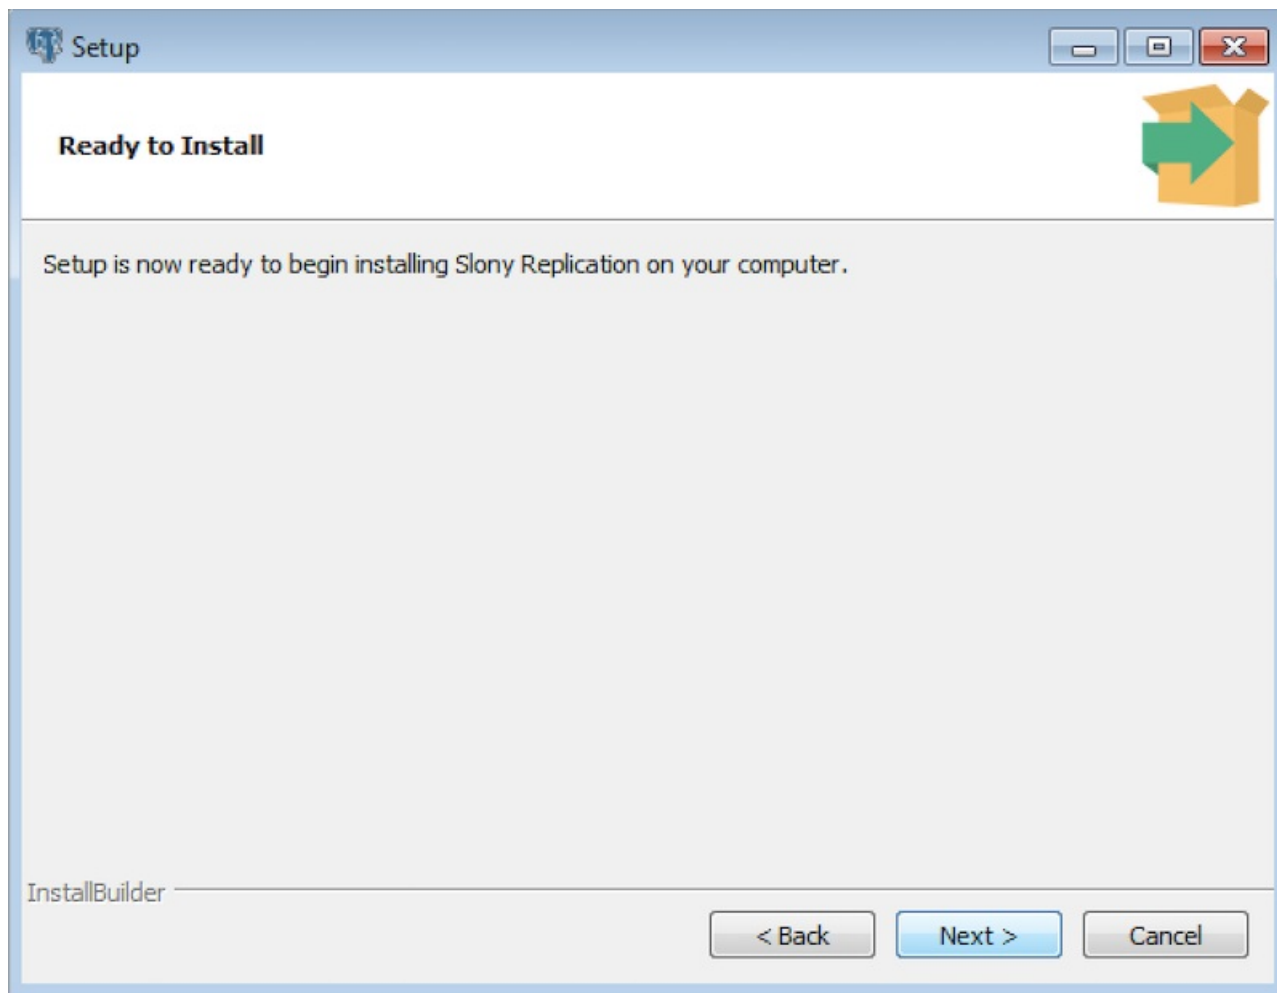 Setup
Ready to Install
Setup is now ready to begin installing Slony Replication on your computer.
InstallBuilder
< Back
Next >
Cancel